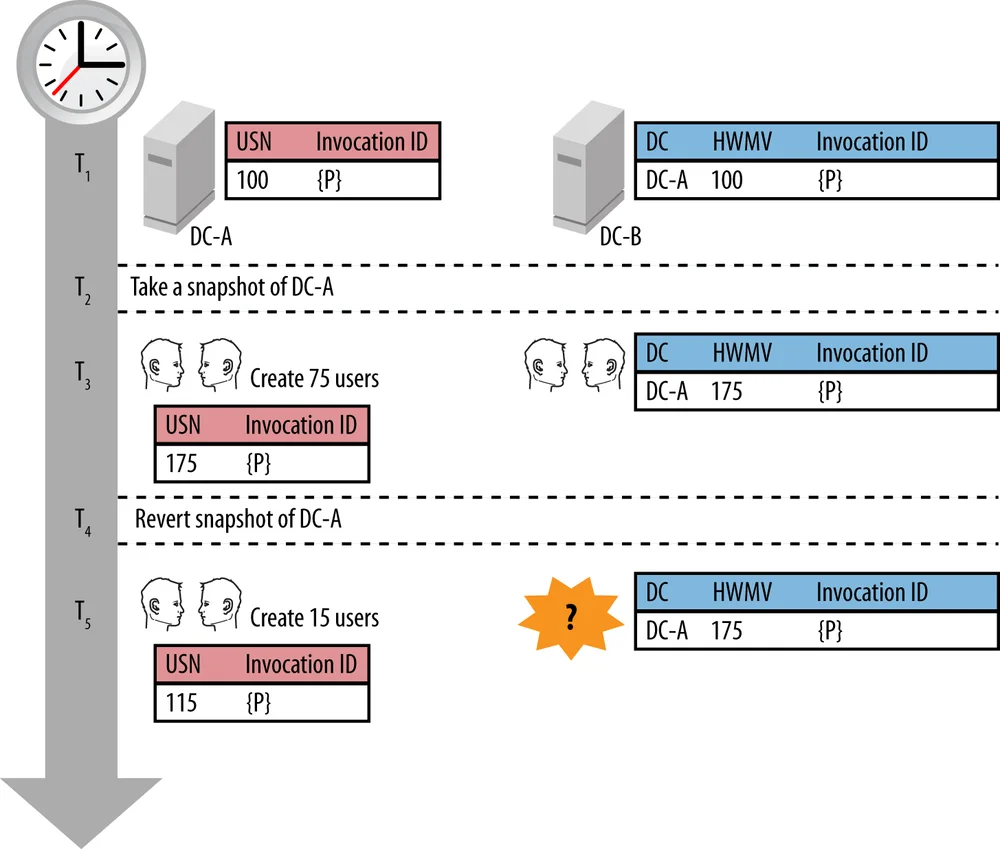 T1
USN Invocation ID
100 {P}
DC-A
DC HWMV Invocation ID
DC-A 100 {P}
DC-B
T2
Take a snapshot of DC-A
T3
Create 75 users
USN Invocation ID
175 {P}
DC HWMV Invocation ID
DC-A 175 {P}
T4
Revert snapshot of DC-A
T5
Create 15 users
USN Invocation ID
115 {P}
?
DC HWMV Invocation ID
DC-A 175 {P}